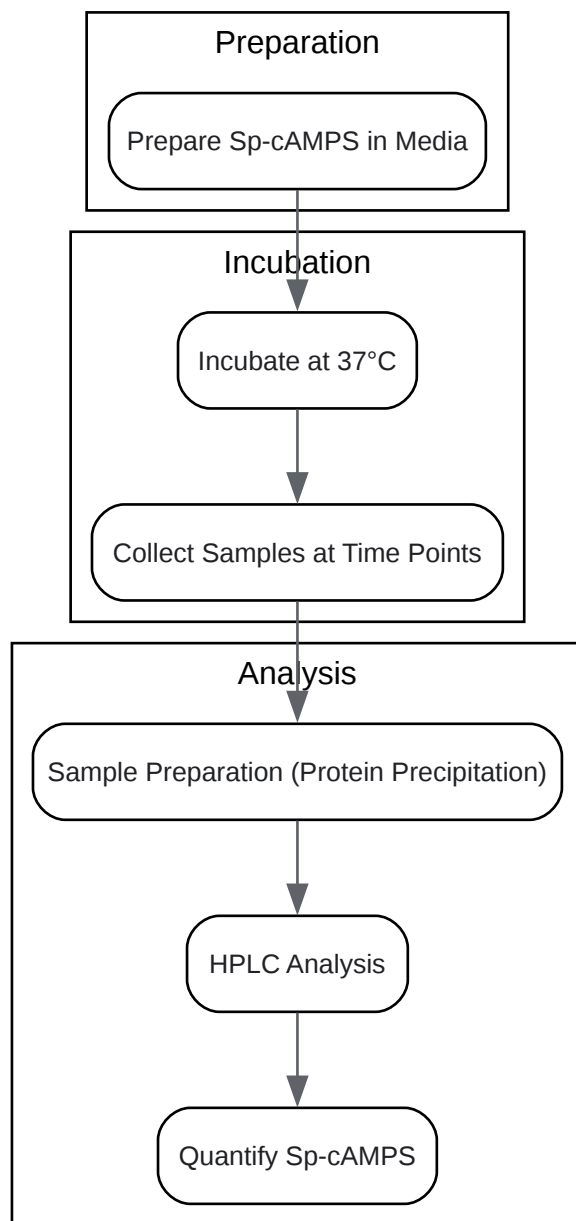 Preparation
Prepare Sp-cAMPS in Media
Incubation
Incubate at 37°C
Collect Samples at Time Points
Analysis
Sample Preparation (Protein Precipitation)
HPLC Analysis
Quantify Sp-cAMPS